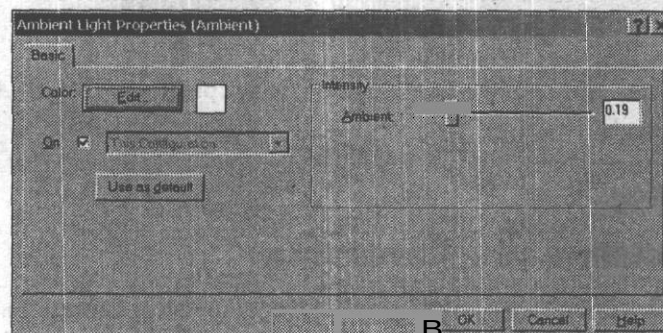 Ambient Light Properties (Ambient)
Basic
Color: Edit...
On This Configuration
Use as default
Intensity
Ambient: 0.19
B
OK Cancel Help